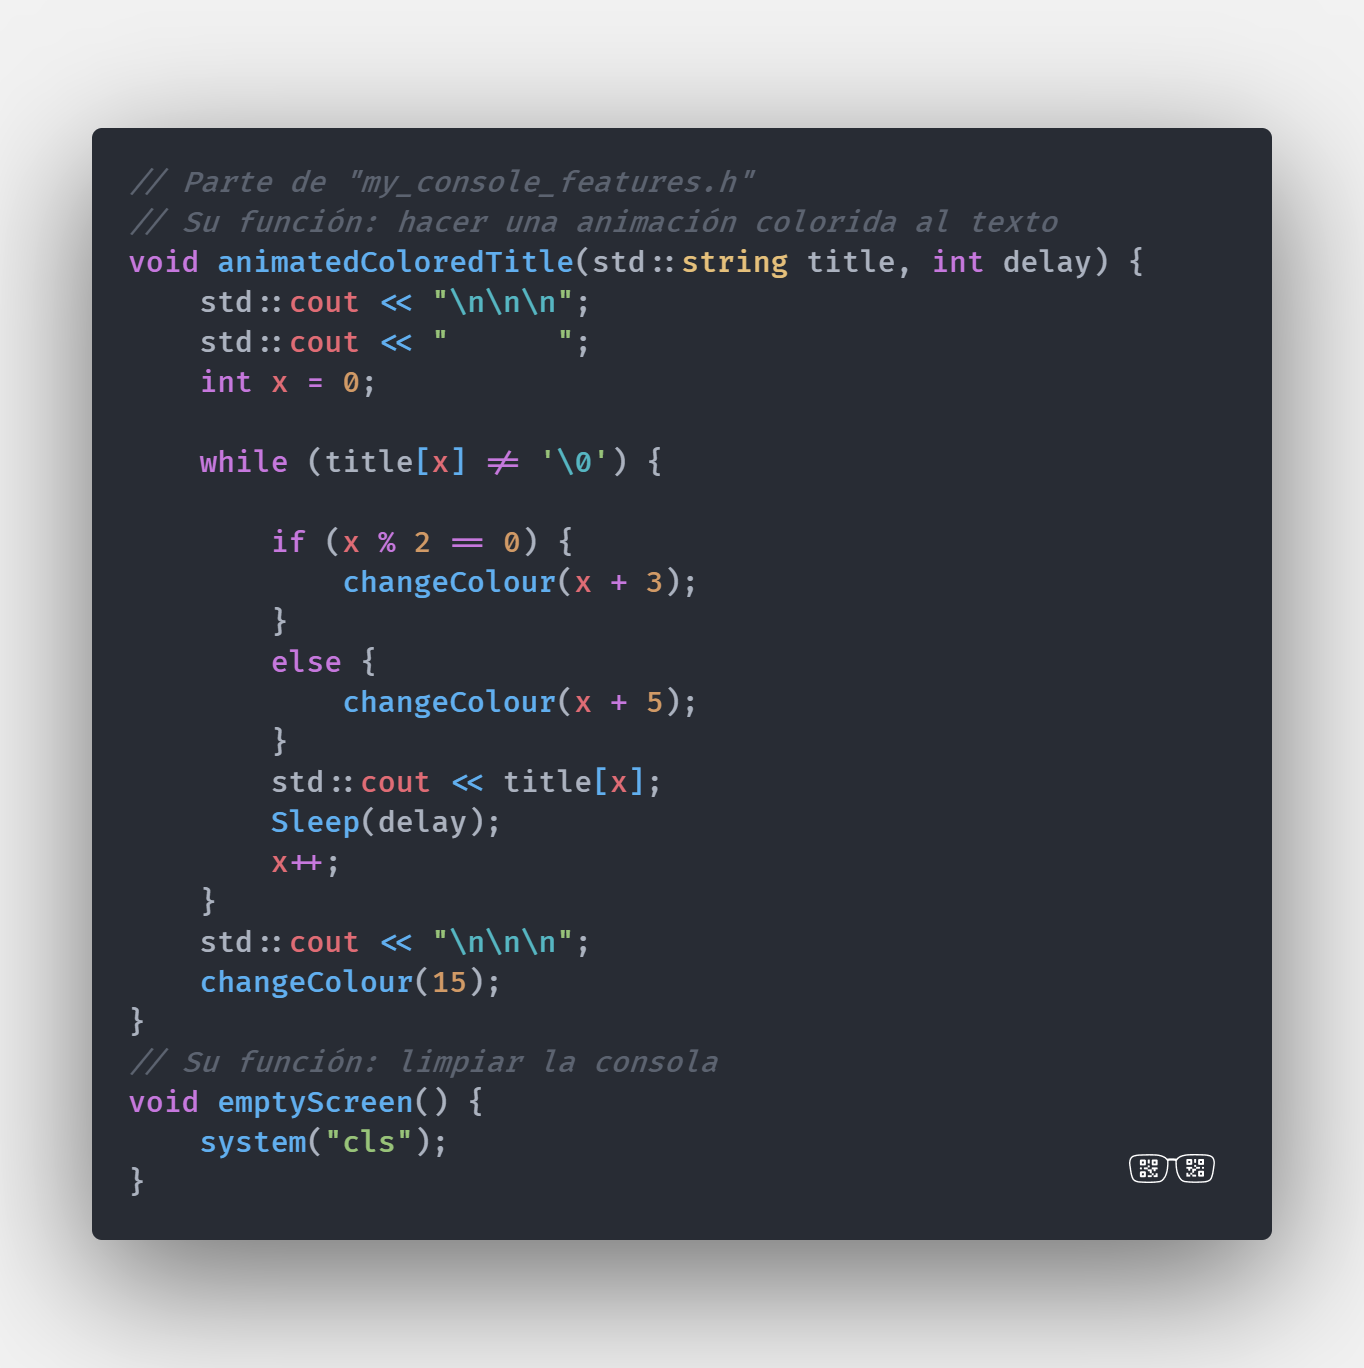 // Parte de "my_console_features.h"
// Su función: hacer una animación colorida al texto
void animatedColoredTitle(std::string title, int delay) {
    std::cout << "\n\n\n";
    std::cout << "      ";
    int x = 0;

    while (title[x] != '\0') {

        if (x % 2 == 0) {
            changeColour(x + 3);
        }
        else {
            changeColour(x + 5);
        }
        std::cout << title[x];
        Sleep(delay);
        x++;
    }
    std::cout << "\n\n\n";
    changeColour(15);
}
// Su función: limpiar la consola
void emptyScreen() {
    system("cls");
}